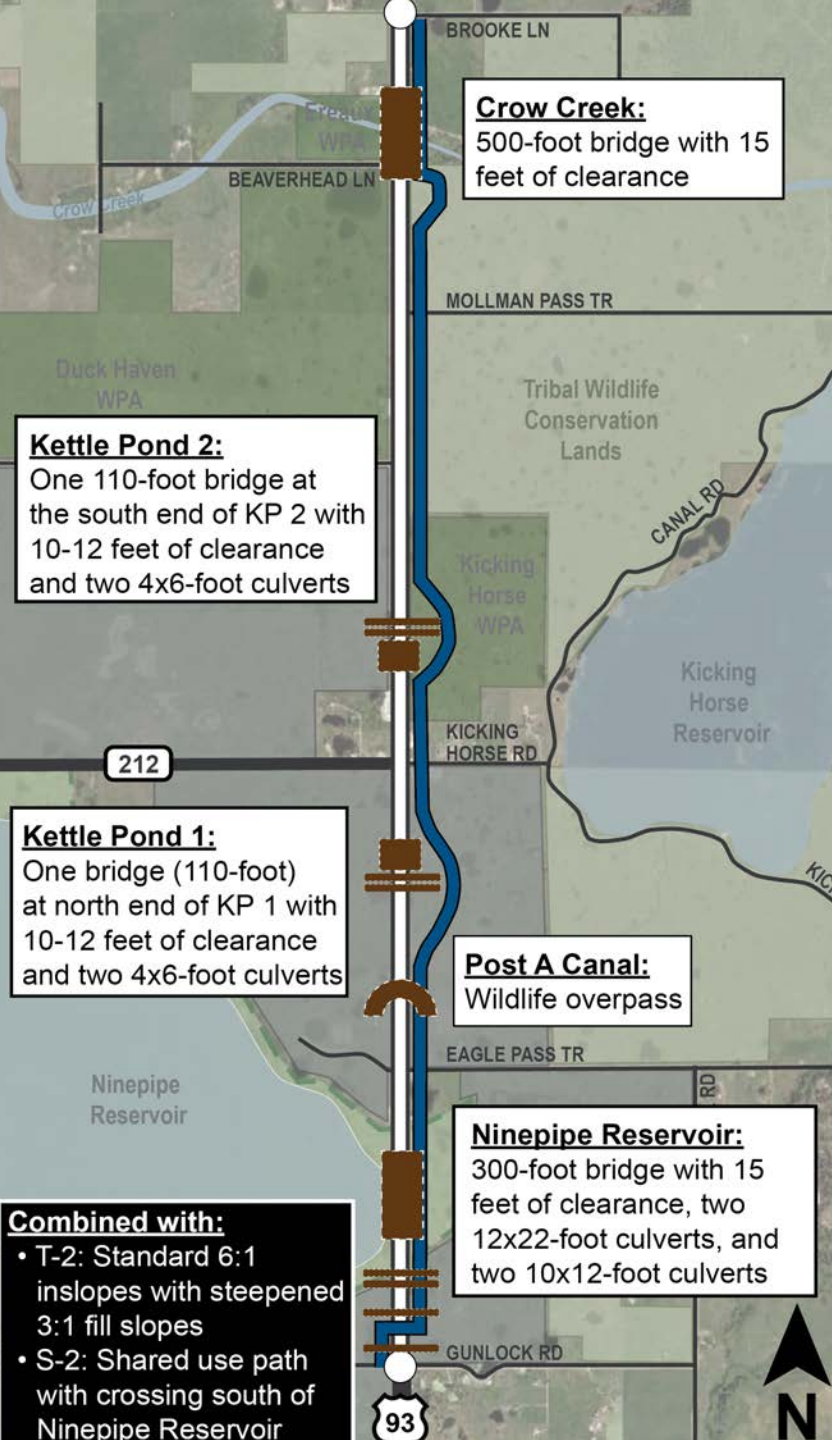 BROOKE LN
Crow Creek:
500-foot bridge with 15
feet of clearance
Ereaux
WPA
BEAVERHEAD LN
Crow Creek
MOLLMAN PASS TR
Duck Haven
WPA
Tribal Wildlife
Conservation
Lands
Kettle Pond 2:
One 110-foot bridge at
the south end of KP 2 with
10-12 feet of clearance
and two 4x6-foot culverts
CANAL RD
Kicking
Horse
WPA
Kicking
Horse
Reservoir
KICKING
HORSE RD
212
Kettle Pond 1:
One bridge (110-foot)
at north end of KP 1 with
10-12 feet of clearance
and two 4x6-foot culverts
Post A Canal:
Wildlife overpass
EAGLE PASS TR
RD
Ninepipe
Reservoir
Ninepipe Reservoir:
300-foot bridge with 15
feet of clearance, two
12x22-foot culverts, and
two 10x12-foot culverts
Combined with:
• T-2: Standard 6:1
inslopes with steepened
3:1 fill slopes
• S-2: Shared use path
with crossing south of
Ninepipe Reservoir
GUNLOCK RD
93
N